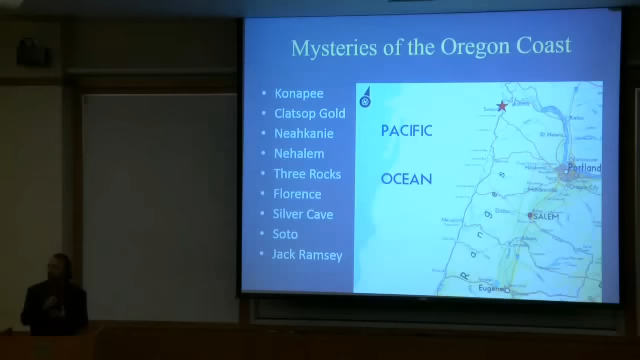 Mysteries of the Oregon Coast
• Konapee
• Clatsop Gold
• Neahkanie
• Nehalem
• Three Rocks
• Florence
• Silver Cave
• Soto
• Jack Ramsey
PACIFIC
OCEAN
Portland
SALEM
Eugene